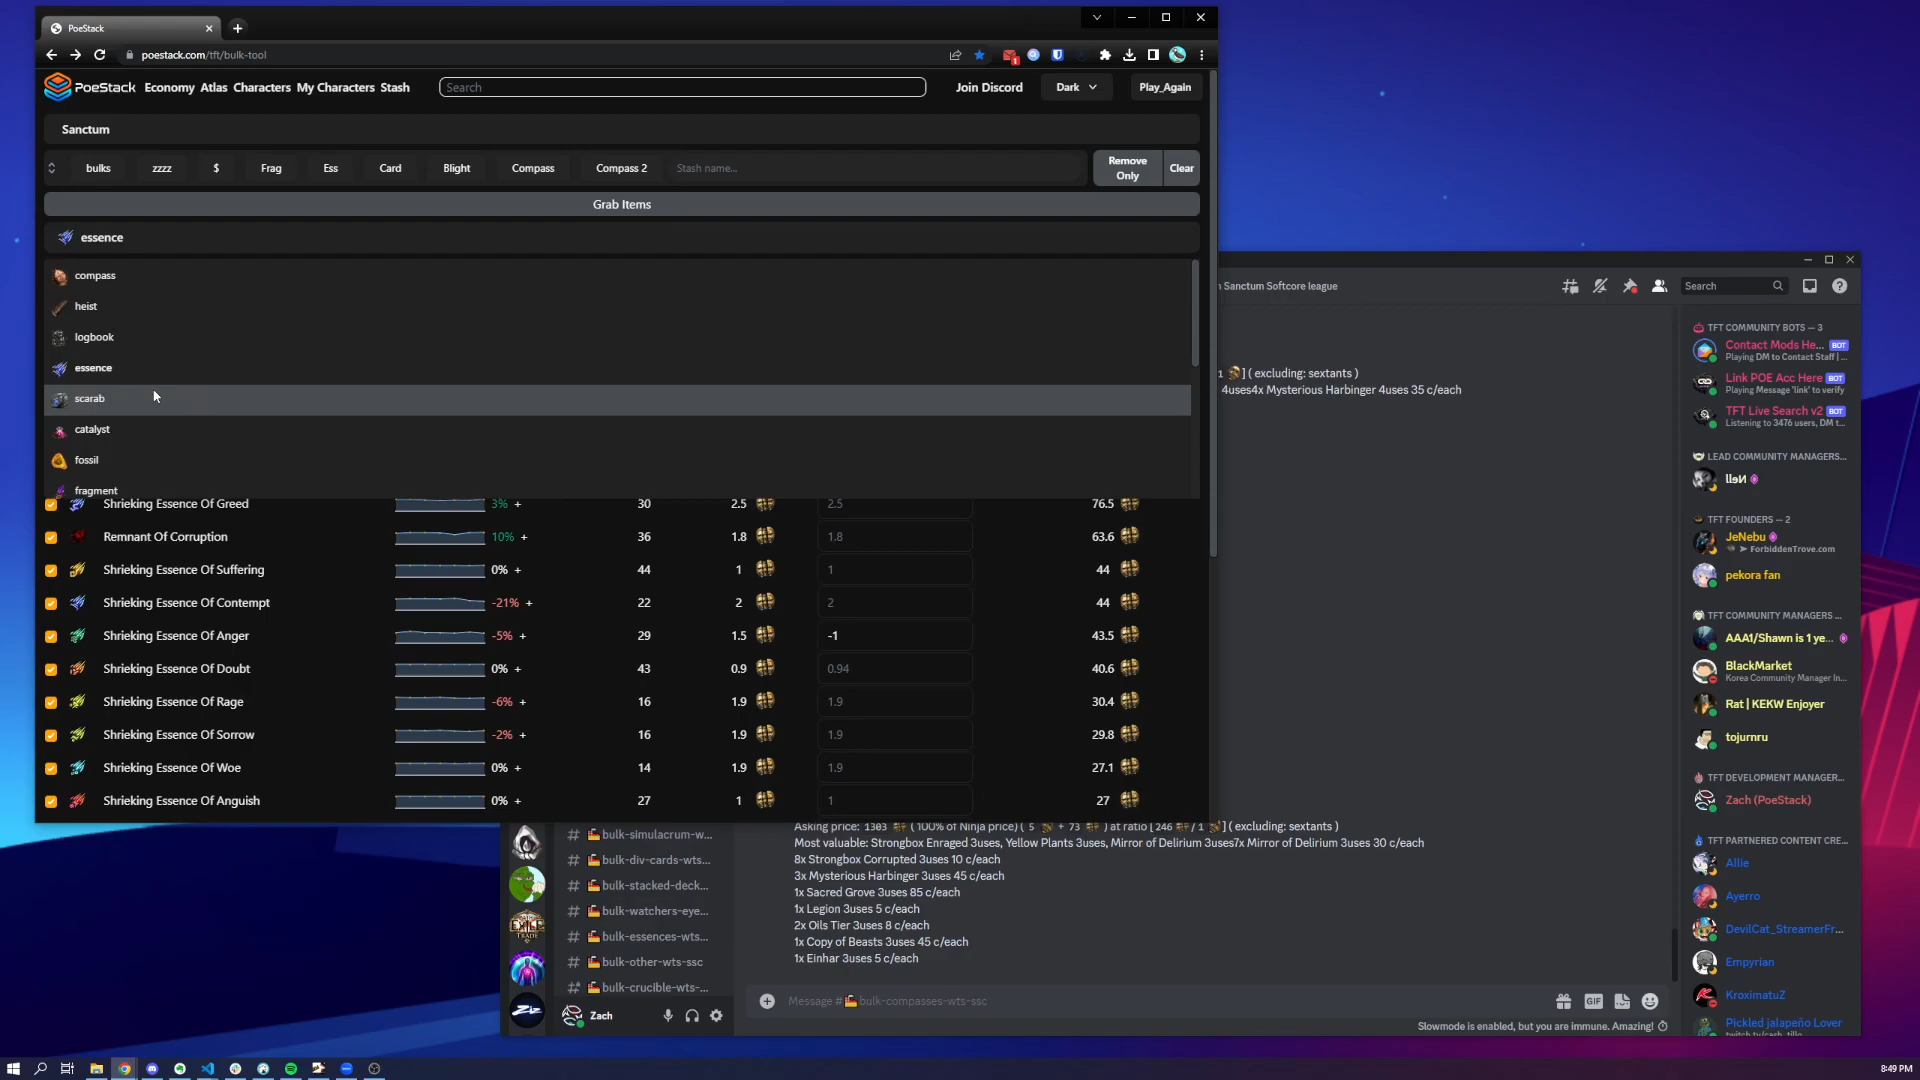 PoeStack
poestack.com/tft/bulk-tool
PoeStack Economy Atlas Characters My Characters Stash Search Join Discord Dark Play_Again
Sanctum
bulks zzzz $ Frag Ess Card Blight Compass Compass 2 Stash name... Remove Only Clear
Grab Items
essence
compass
heist
logbook
essence
scarab
catalyst
fossil
fragment
Shrieking Essence Of Greed 3% + 30 2.5 2.5 76.5
Remnant Of Corruption 10% + 36 1.8 1.8 63.6
Shrieking Essence Of Suffering 0% + 44 1 1 44
Shrieking Essence Of Contempt -21% + 22 2 2 44
Shrieking Essence Of Anger -5% + 29 1.5 -1 43.5
Shrieking Essence Of Doubt 0% + 43 0.9 0.94 40.6
Shrieking Essence Of Rage -6% + 16 1.9 1.9 30.4
Shrieking Essence Of Sorrow -2% + 16 1.9 1.9 29.8
Shrieking Essence Of Woe 0% + 14 1.9 1.9 27.1
Shrieking Essence Of Anguish 0% + 27 1 1 27
Sanctum Softcore league
Search
1 ] ( excluding: sextants )
4uses4x Mysterious Harbinger 4uses 35 c/each
Asking price: 1303 ( 100% of Ninja price) ( 5 + 73 ) at ratio [246 / 1 ] ( excluding: sextants )
Most valuable: Strongbox Enraged 3uses, Yellow Plants 3uses, Mirror of Delirium 3uses7x Mirror of Delirium 3uses 30 c/each
8x Strongbox Corrupted 3uses 10 c/each
3x Mysterious Harbinger 3uses 45 c/each
1x Sacred Grove 3uses 85 c/each
1x Legion 3uses 5 c/each
2x Oils Tier 3uses 8 c/each
1x Copy of Beasts 3uses 45 c/each
1x Einhar 3uses 5 c/each
Message # bulk-compasses-wts-ssc
GIF
Slowmode is enabled, but you are immune. Amazing!
# bulk-simulacrum-w...
# bulk-div-cards-wts...
# bulk-stacked-deck...
# bulk-watchers-eye...
# bulk-essences-wts...
# bulk-other-wts-ssc
# bulk-crucible-wts-...
EXILE
TRADE
Ziz
Zach
TFT COMMUNITY BOTS — 3
Contact Mods He... BOT
Playing DM to Contact Staff | ...
Link POE Acc Here BOT
Playing Message 'link' to verify
TFT Live Search v2 BOT
Listening to 3476 users, DM t...
LEAD COMMUNITY MANAGERS...
TFT FOUNDERS — 2
JeNebu
➤ ForbiddenTrove.com
pekora fan
TFT COMMUNITY MANAGERS ...
AAA1/Shawn is 1 ye...
BlackMarket
Korea Community Manager In...
Rat | KEKW Enjoyer
tojurnru
TFT DEVELOPMENT MANAGER...
Zach (PoeStack)
TFT PARTNERED CONTENT CRE...
Allie
Ayerro
DevilCat_StreamerFr...
Empyrian
KroximatuZ
Pickled jalapeño Lover
8:49 PM